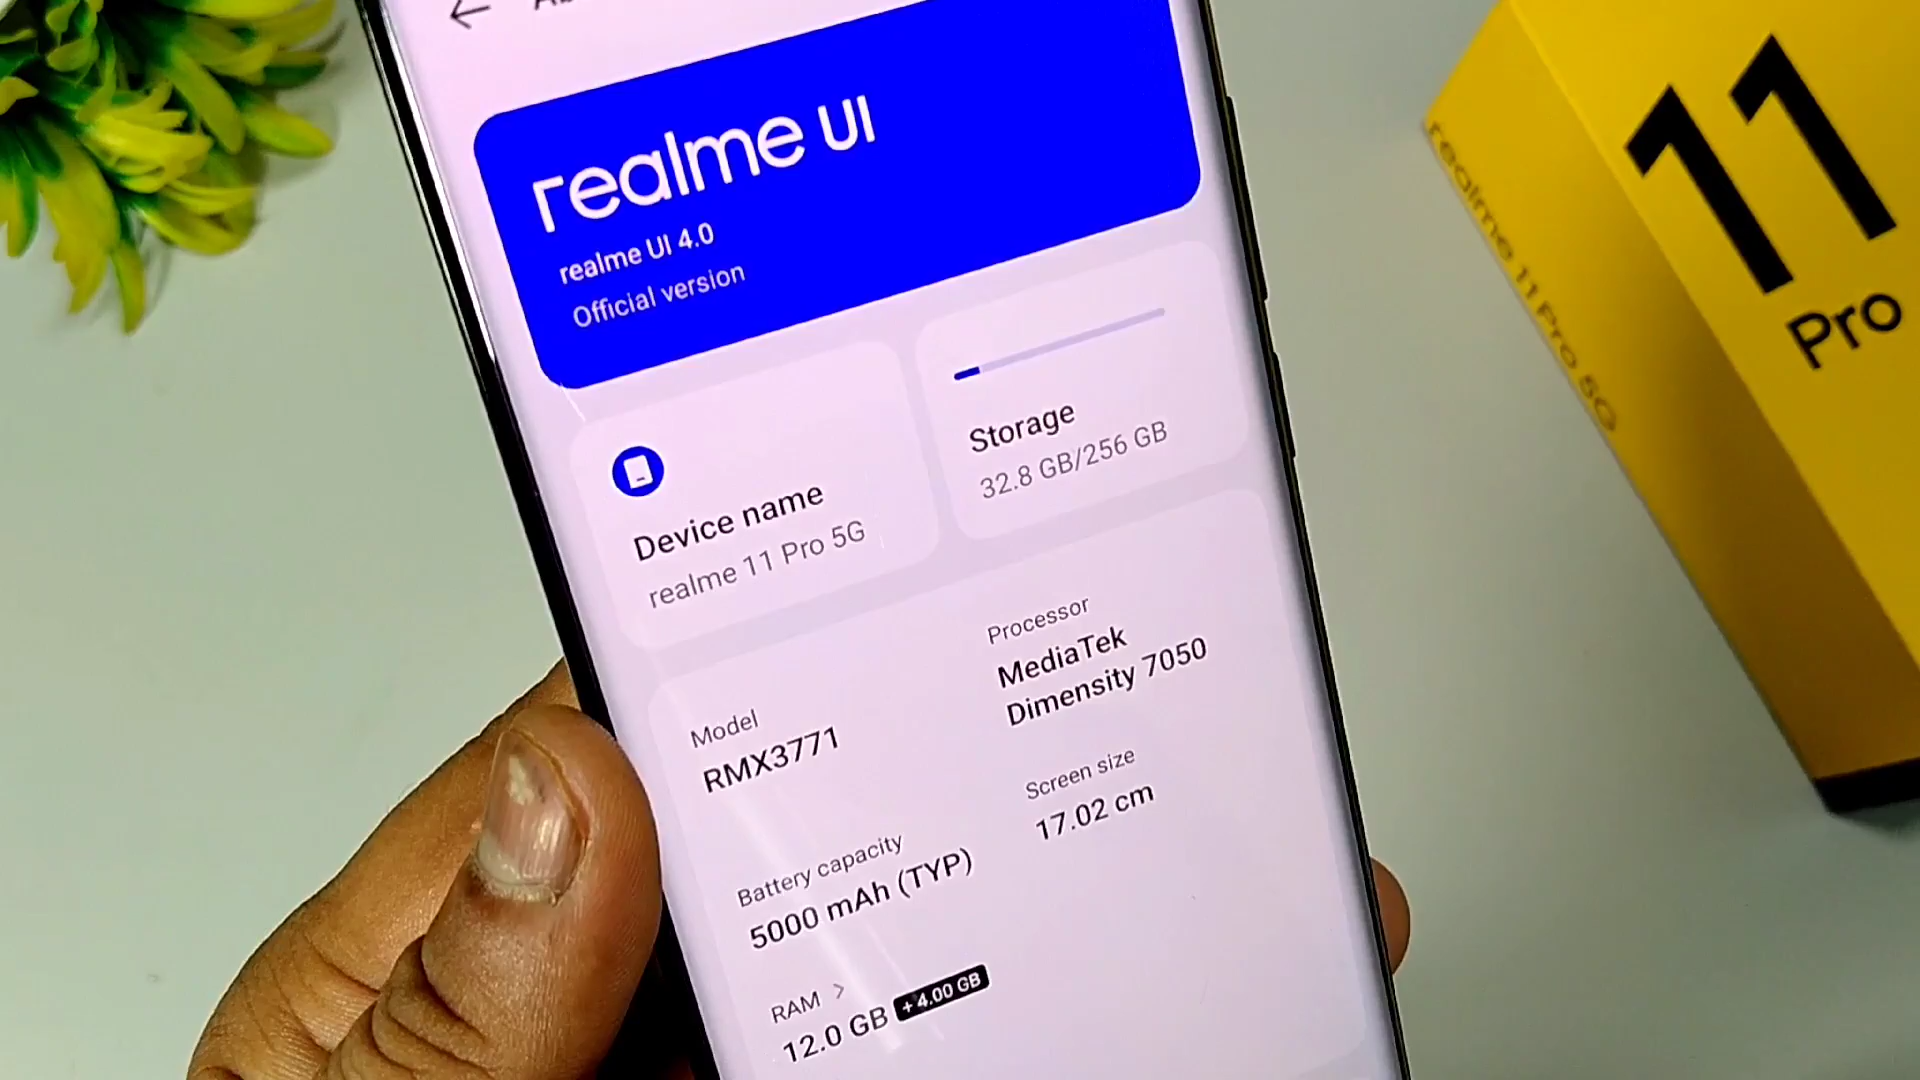 realme UI
realme UI 4.0
Official version
Device name
realme 11 Pro 5G
Storage
32.8 GB/256 GB
Model
RMX3771
Processor
MediaTek
Dimensity 7050
Screen size
17.02 cm
Battery capacity
5000 mAh (TYP)
RAM >
12.0 GB + 4.00 GB
11
Pro
realme 11 Pro 5G